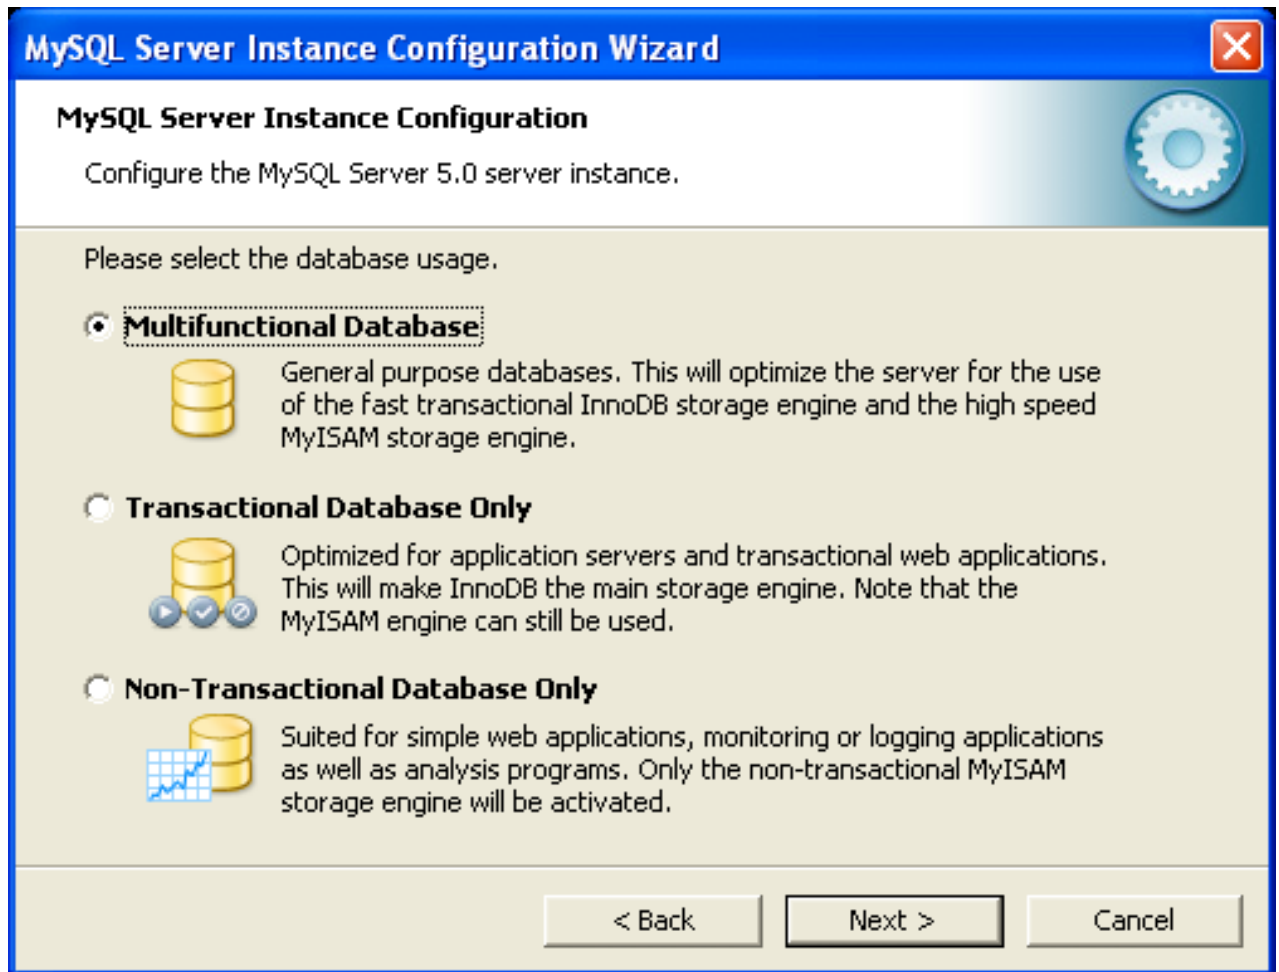 MySQL Server Instance Configuration Wizard
MySQL Server Instance Configuration
Configure the MySQL Server 5.0 server instance.
Please select the database usage.
Multifunctional Database
General purpose databases. This will optimize the server for the use
of the fast transactional InnoDB storage engine and the high speed
MyISAM storage engine.
Transactional Database Only
Optimized for application servers and transactional web applications.
This will make InnoDB the main storage engine. Note that the
MyISAM engine can still be used.
Non-Transactional Database Only
Suited for simple web applications, monitoring or logging applications
as well as analysis programs. Only the non-transactional MyISAM
storage engine will be activated.
< Back Next > Cancel